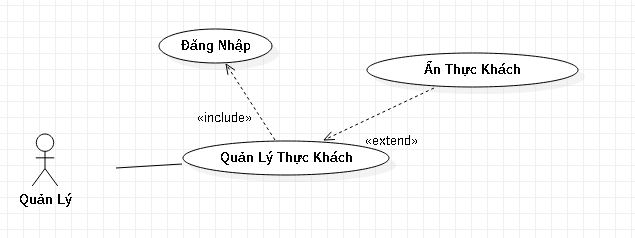 Đăng Nhập
Ẩn Thực Khách
«include»
«extend»
Quản Lý Thực Khách
Quản Lý